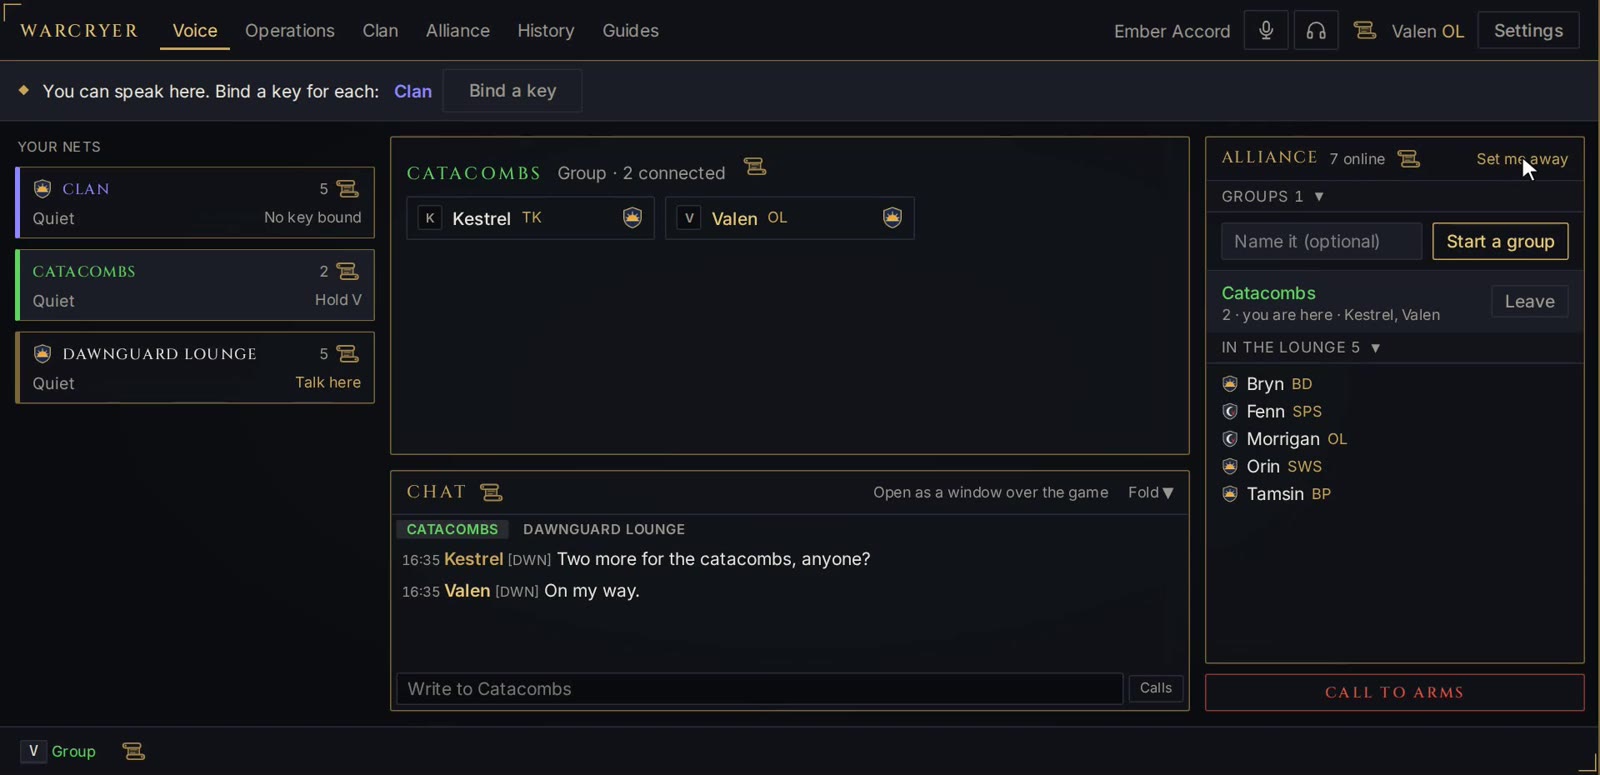 WARCRYER Voice Operations Clan Alliance History Guides Ember Accord Valen OL Settings
You can speak here. Bind a key for each: Clan Bind a key
YOUR NETS
CLAN 5
Quiet No key bound
CATACOMBS 2
Quiet Hold V
DAWNGUARD LOUNGE 5
Quiet Talk here
CATACOMBS Group · 2 connected
K Kestrel TK V Valen OL
CHAT Open as a window over the game Fold ▼
CATACOMBS DAWNGUARD LOUNGE
16:35 Kestrel [DWN] Two more for the catacombs, anyone?
16:35 Valen [DWN] On my way.
Write to Catacombs Calls
ALLIANCE 7 online Set me away
GROUPS 1 ▼
Name it (optional) Start a group
Catacombs Leave
2 · you are here · Kestrel, Valen
IN THE LOUNGE 5 ▼
Bryn BD
Fenn SPS
Morrigan OL
Orin SWS
Tamsin BP
CALL TO ARMS
V Group